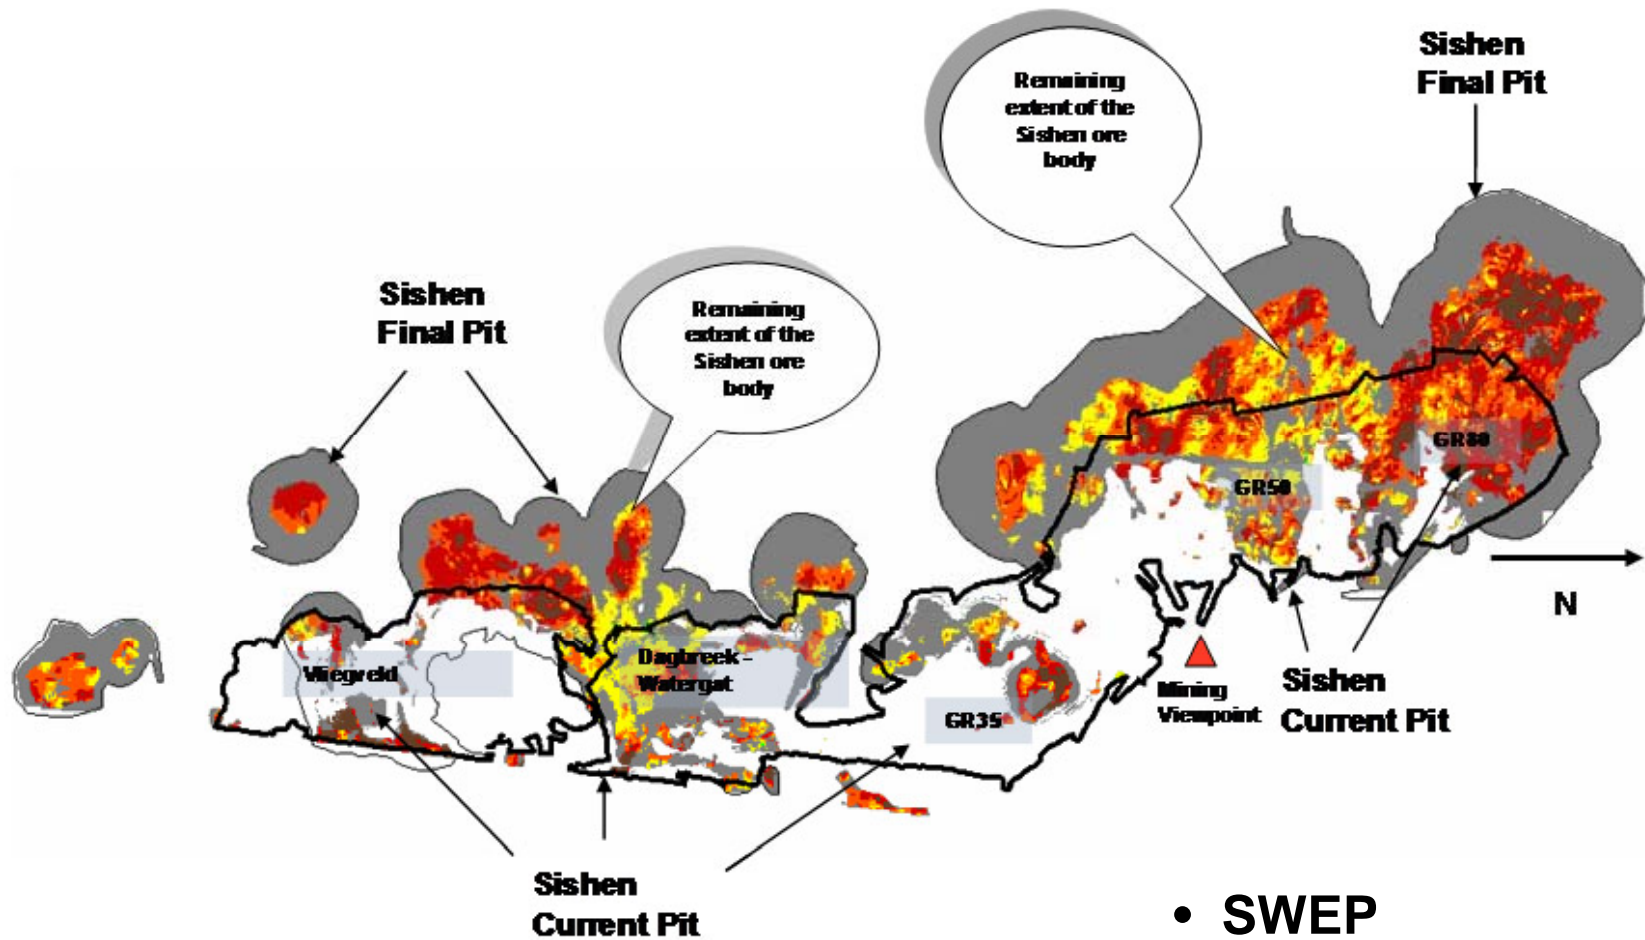 Sishen
Final Pit
Remaining
extent of the
Sishen ore
body
Sishen
Final Pit
Remaining
extent of the
Sishen ore
body
GR80
GR50
N
Vliegveld
Dagbreek -
Watergat
GR35
Mining
Viewpoint
Sishen
Current Pit
Sishen
Current Pit
• SWEP